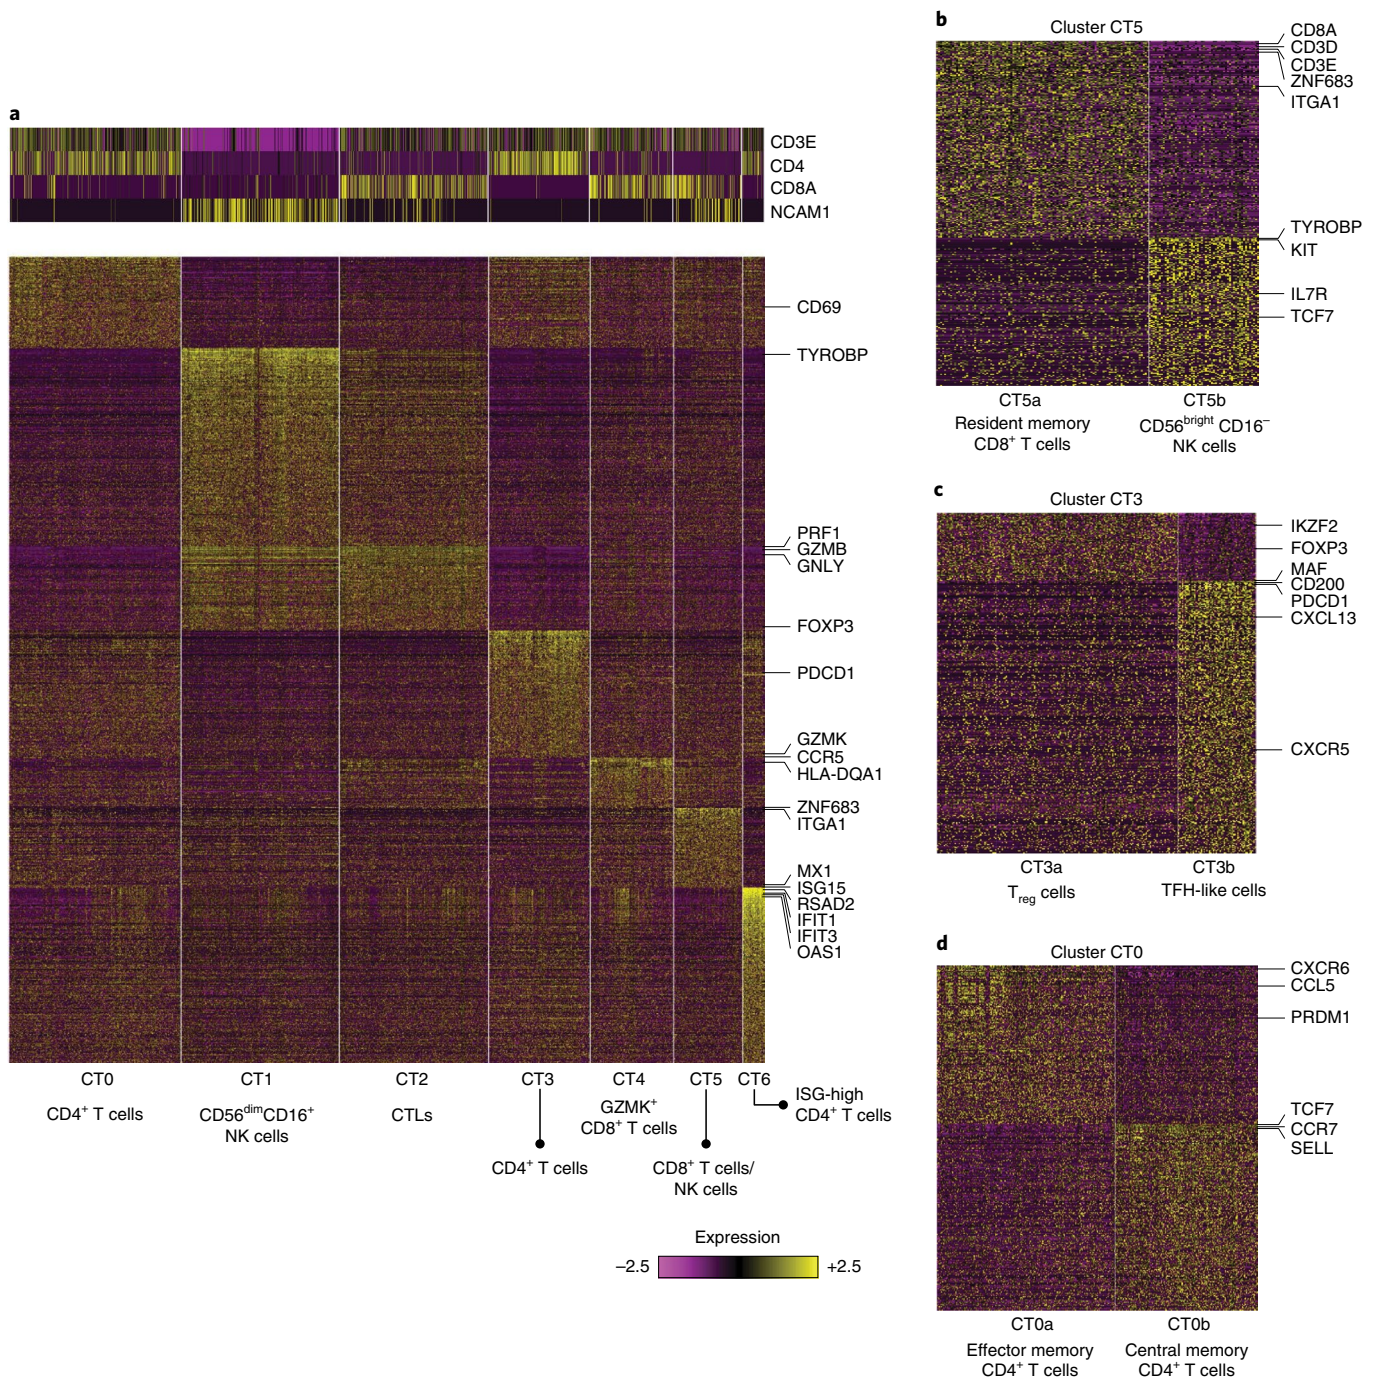 a
CD3E
CD4
CD8A
NCAM1
CD69
TYROBP
PRF1
GZMB
GNLY
FOXP3
PDCD1
GZMK
CCR5
HLA-DQA1
ZNF683
ITGA1
MX1
ISG15
RSAD2
IFIT1
IFIT3
OAS1
CT0
CT1
CT2
CT3
CT4
CT5
CT6
CD4+ T cells
CD56dimCD16+
NK cells
CTLs
CD4+ T cells
GZMK+
CD8+ T cells
CD8+ T cells/
NK cells
ISG-high
CD4+ T cells
Expression
–2.5
+2.5
b
Cluster CT5
CD8A
CD3D
CD3E
ZNF683
ITGA1
TYROBP
KIT
IL7R
TCF7
CT5a
Resident memory
CD8+ T cells
CT5b
CD56bright CD16–
NK cells
c
Cluster CT3
IKZF2
FOXP3
MAF
CD200
PDCD1
CXCL13
CXCR5
CT3a
Treg cells
CT3b
TFH-like cells
d
Cluster CT0
CXCR6
CCL5
PRDM1
TCF7
CCR7
SELL
CT0a
Effector memory
CD4+ T cells
CT0b
Central memory
CD4+ T cells